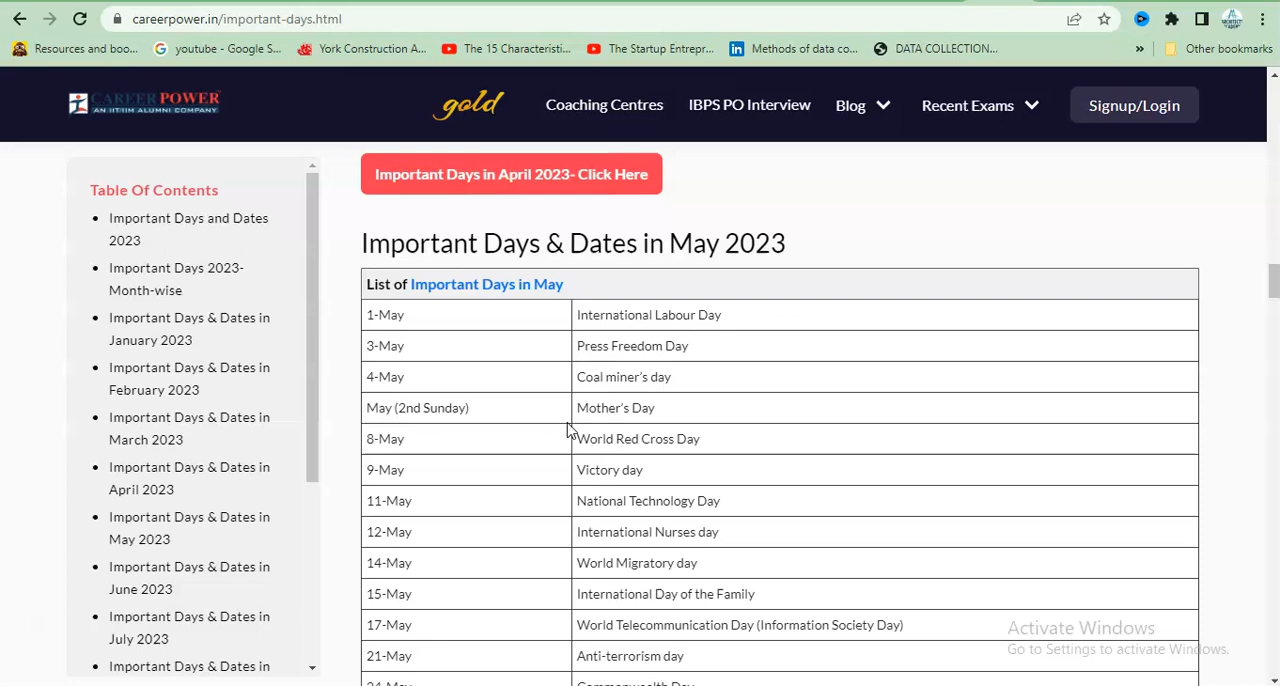 careerpower.in/important-days.html
Resources and boo...
youtube - Google S...
York Construction A...
The 15 Characteristi...
The Startup Entrepr...
Methods of data co...
DATA COLLECTION...
»
Other bookmarks
CAREER POWER
AN IIT/IIM ALUMNI COMPANY
gold
Coaching Centres
IBPS PO Interview
Blog
Recent Exams
Signup/Login
Table Of Contents
• Important Days and Dates
2023
• Important Days 2023-
Month-wise
• Important Days & Dates in
January 2023
• Important Days & Dates in
February 2023
• Important Days & Dates in
March 2023
• Important Days & Dates in
April 2023
• Important Days & Dates in
May 2023
• Important Days & Dates in
June 2023
• Important Days & Dates in
July 2023
• Important Days & Dates in
Important Days in April 2023- Click Here
Important Days & Dates in May 2023
List of Important Days in May
1-May International Labour Day
3-May Press Freedom Day
4-May Coal miner's day
May (2nd Sunday) Mother's Day
8-May World Red Cross Day
9-May Victory day
11-May National Technology Day
12-May International Nurses day
14-May World Migratory day
15-May International Day of the Family
17-May World Telecommunication Day (Information Society Day)
21-May Anti-terrorism day
24-May Commonwealth Day
Activate Windows
Go to Settings to activate Windows.